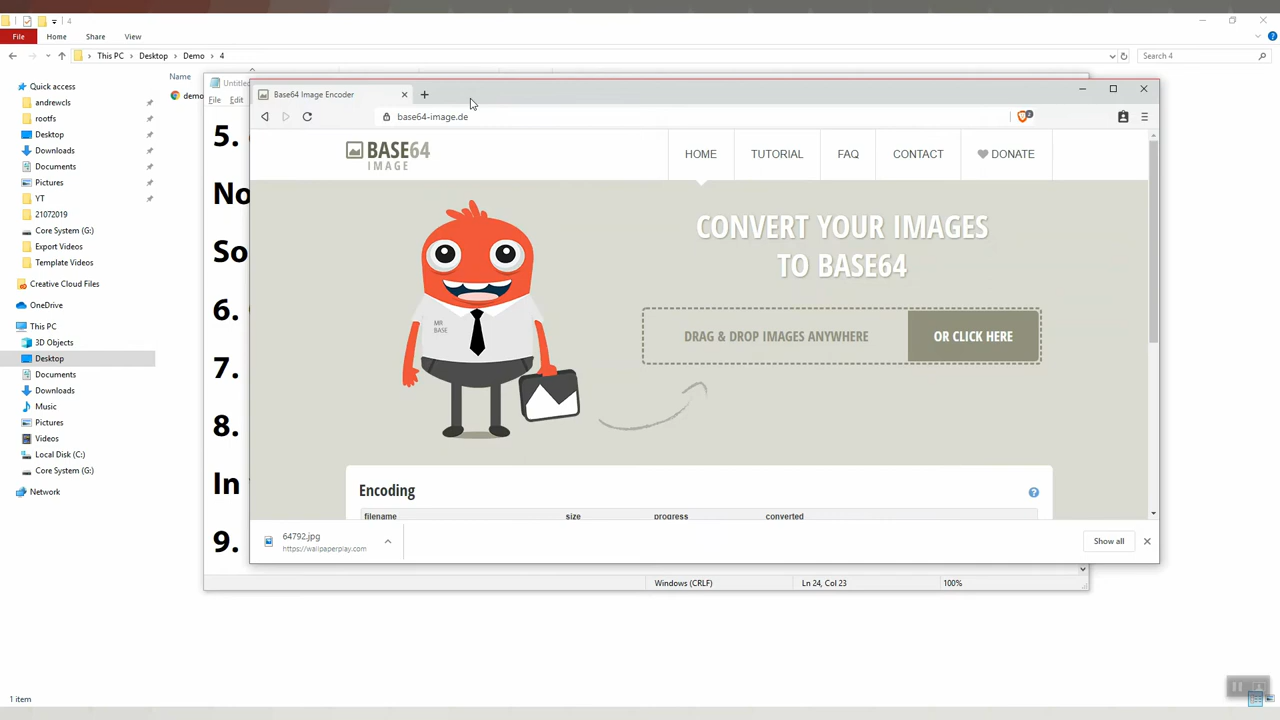 4
File
Home
Share
View
This PC
Desktop
Demo
4
Search 4
Quick access
andrewcls
rootfs
Desktop
Downloads
Documents
Pictures
YT
21072019
Core System (G:)
Export Videos
Template Videos
Creative Cloud Files
OneDrive
This PC
3D Objects
Desktop
Documents
Downloads
Music
Pictures
Videos
Local Disk (C:)
Core System (G:)
Network
1 item
Name
demo
Untitle
File
Edit
5.
No
So
6.
7.
8.
In
9.
Windows (CRLF)
Ln 24, Col 23
100%
Base64 Image Encoder
base64-image.de
2
BASE64
IMAGE
HOME
TUTORIAL
FAQ
CONTACT
DONATE
MR
BASE
CONVERT YOUR IMAGES
TO BASE64
DRAG & DROP IMAGES ANYWHERE
OR CLICK HERE
Encoding
filename
size
progress
converted
64792.jpg
https://wallpaperplay.com
Show all